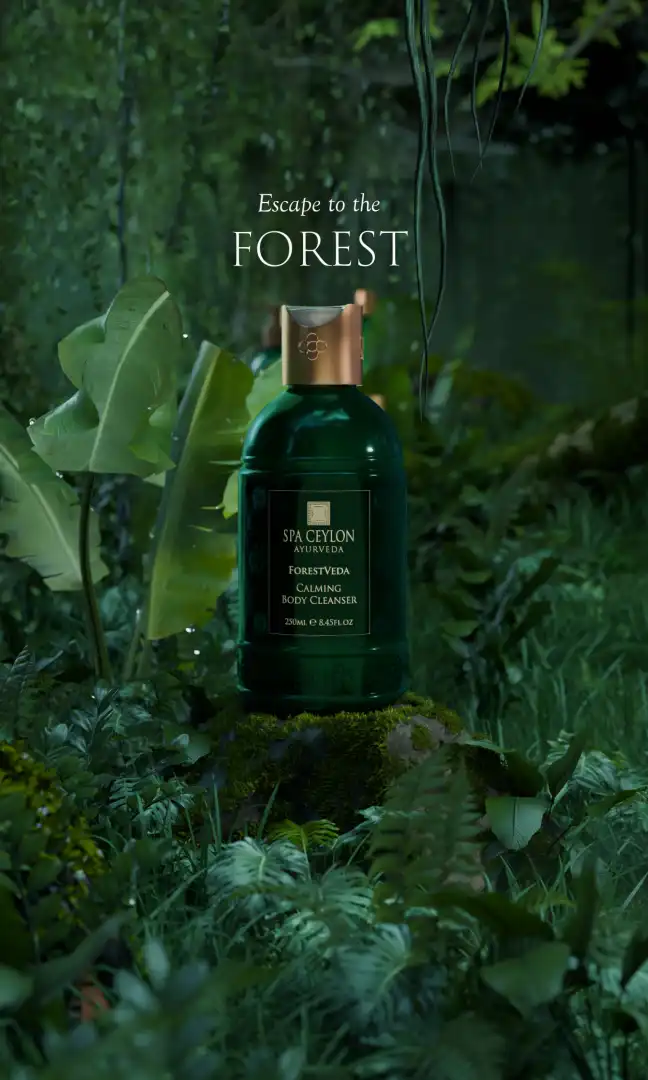 Escape to the
FOREST
SPA CEYLON
AYURVEDA
FORESTVEDA
CALMING
BODY CLEANSER
250ML ℮ 8.45FL.OZ